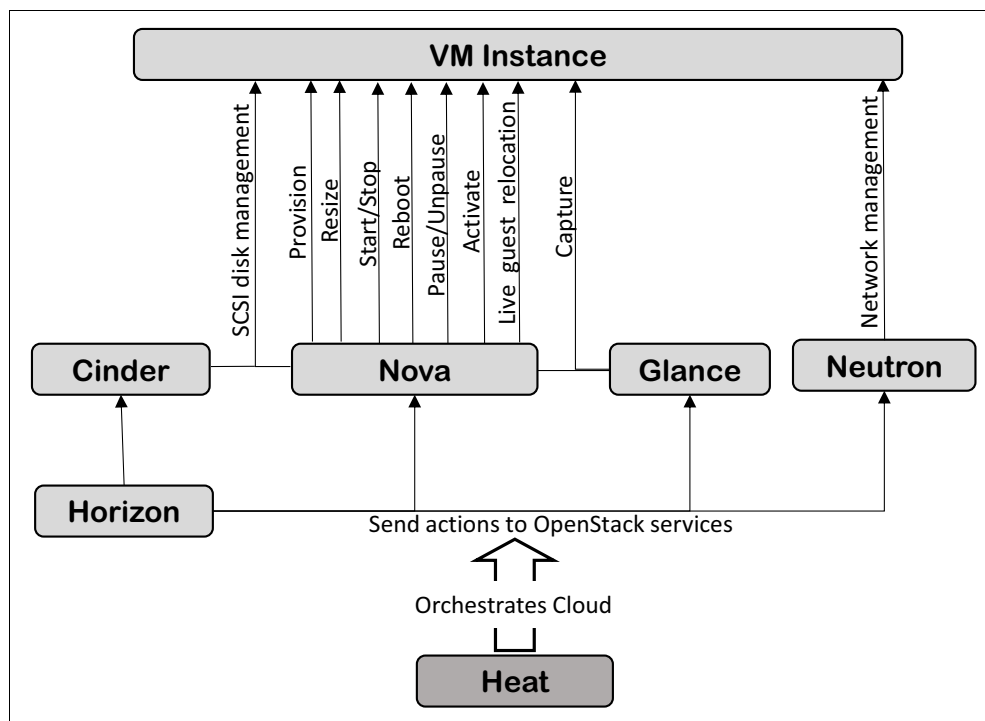 VM Instance
SCSI disk management
Provision
Resize
Start/Stop
Reboot
Pause/Unpause
Activate
Live guest relocation
Capture
Network management
Cinder
Nova
Glance
Neutron
Horizon
Send actions to OpenStack services
Orchestrates Cloud
Heat